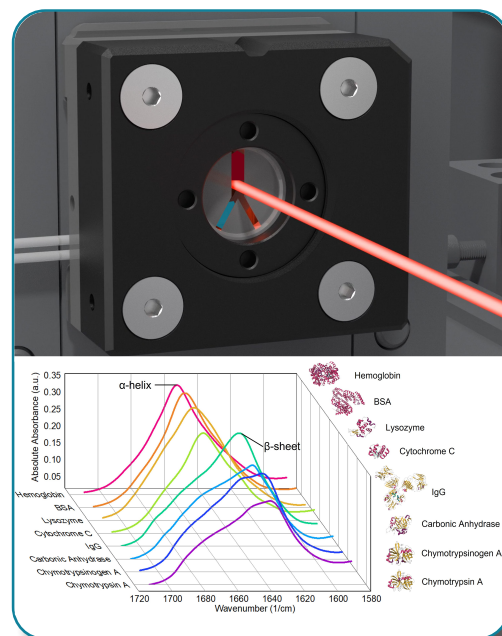 0.35
0.30
0.25
0.20
0.15
0.10
0.05
Absolute Absorbance (a.u.)
α-helix
β-sheet
Hemoglobin
BSA
Lysozyme
Cytochrome C
IgG
Carbonic Anhydrase
Chymotrypsinogen A
Chymotrypsin A
1720 1700 1680 1660 1640 1620 1600 1580
Wavenumber (1/cm)
Hemoglobin
BSA
Lysozyme
Cytochrome C
IgG
Carbonic Anhydrase
Chymotrypsinogen A
Chymotrypsin A